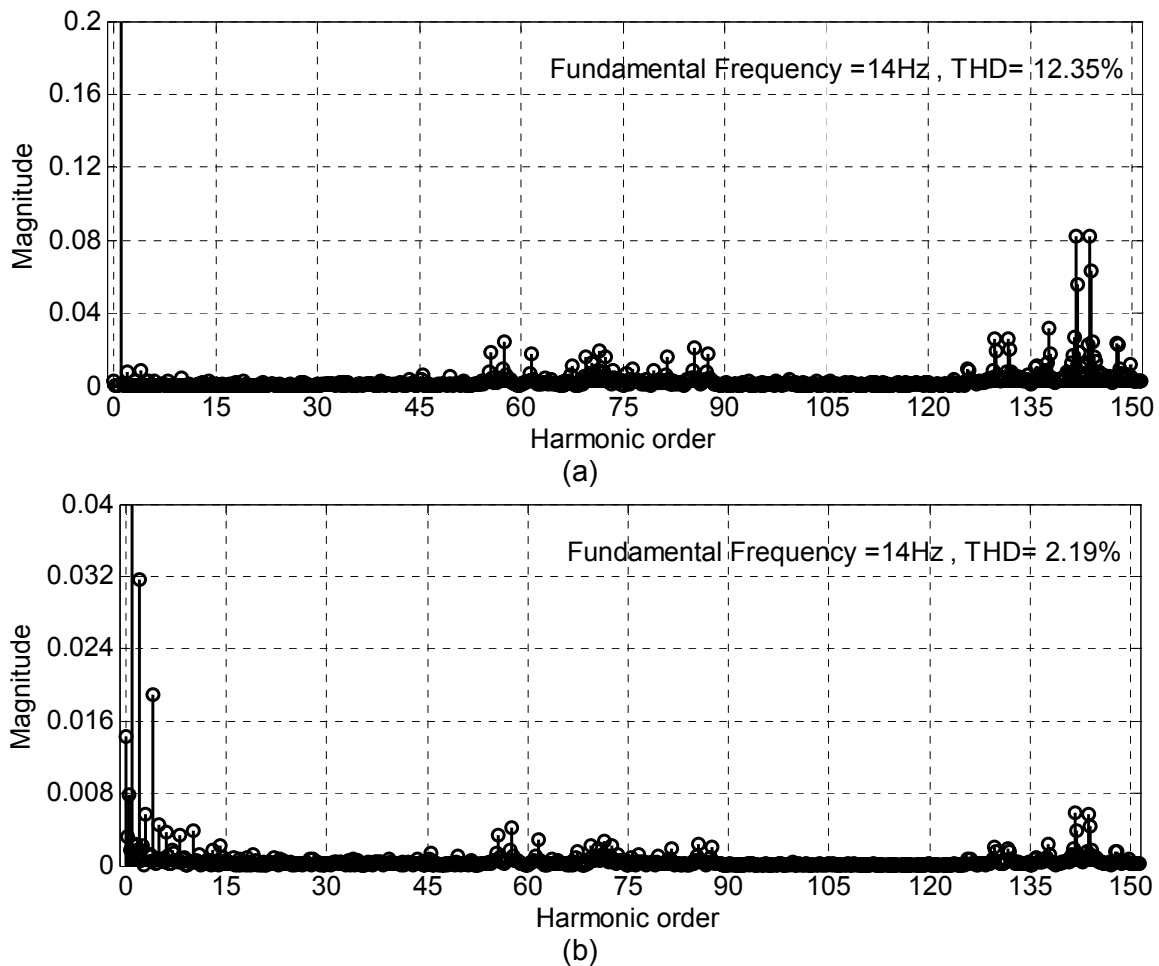 0.2
Fundamental Frequency =14Hz , THD= 12.35%
0.16
0.12
Magnitude
0.08
0.04
0
0 15 30 45 60 75 90 105 120 135 150
Harmonic order
(a)
0.04
Fundamental Frequency =14Hz , THD= 2.19%
0.032
0.024
Magnitude
0.016
0.008
0
0 15 30 45 60 75 90 105 120 135 150
Harmonic order
(b)